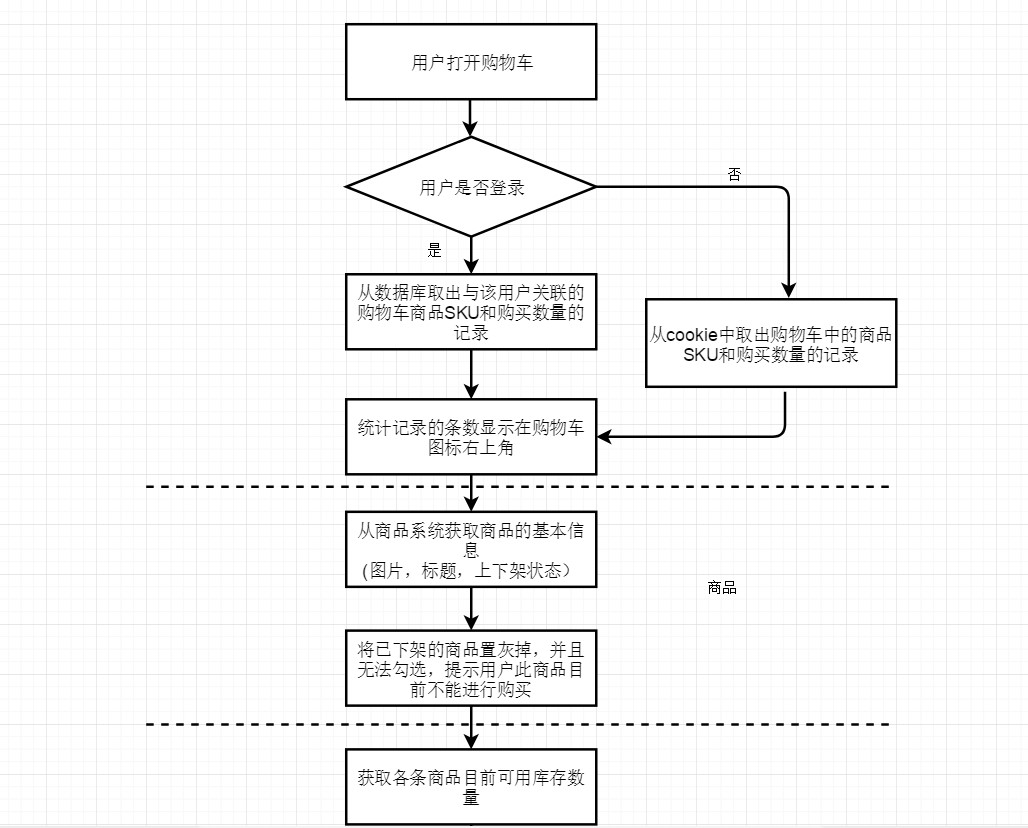 用户打开购物车
用户是否登录
否
是
从数据库取出与该用户关联的
购物车商品SKU和购买数量的
记录
从cookie中取出购物车中的商品
SKU和购买数量的记录
统计记录的条数显示在购物车
图标右上角
从商品系统获取商品的基本信
息
(图片，标题，上下架状态）
商品
将已下架的商品置灰掉，并且
无法勾选，提示用户此商品目
前不能进行购买
获取各条商品目前可用库存数
量